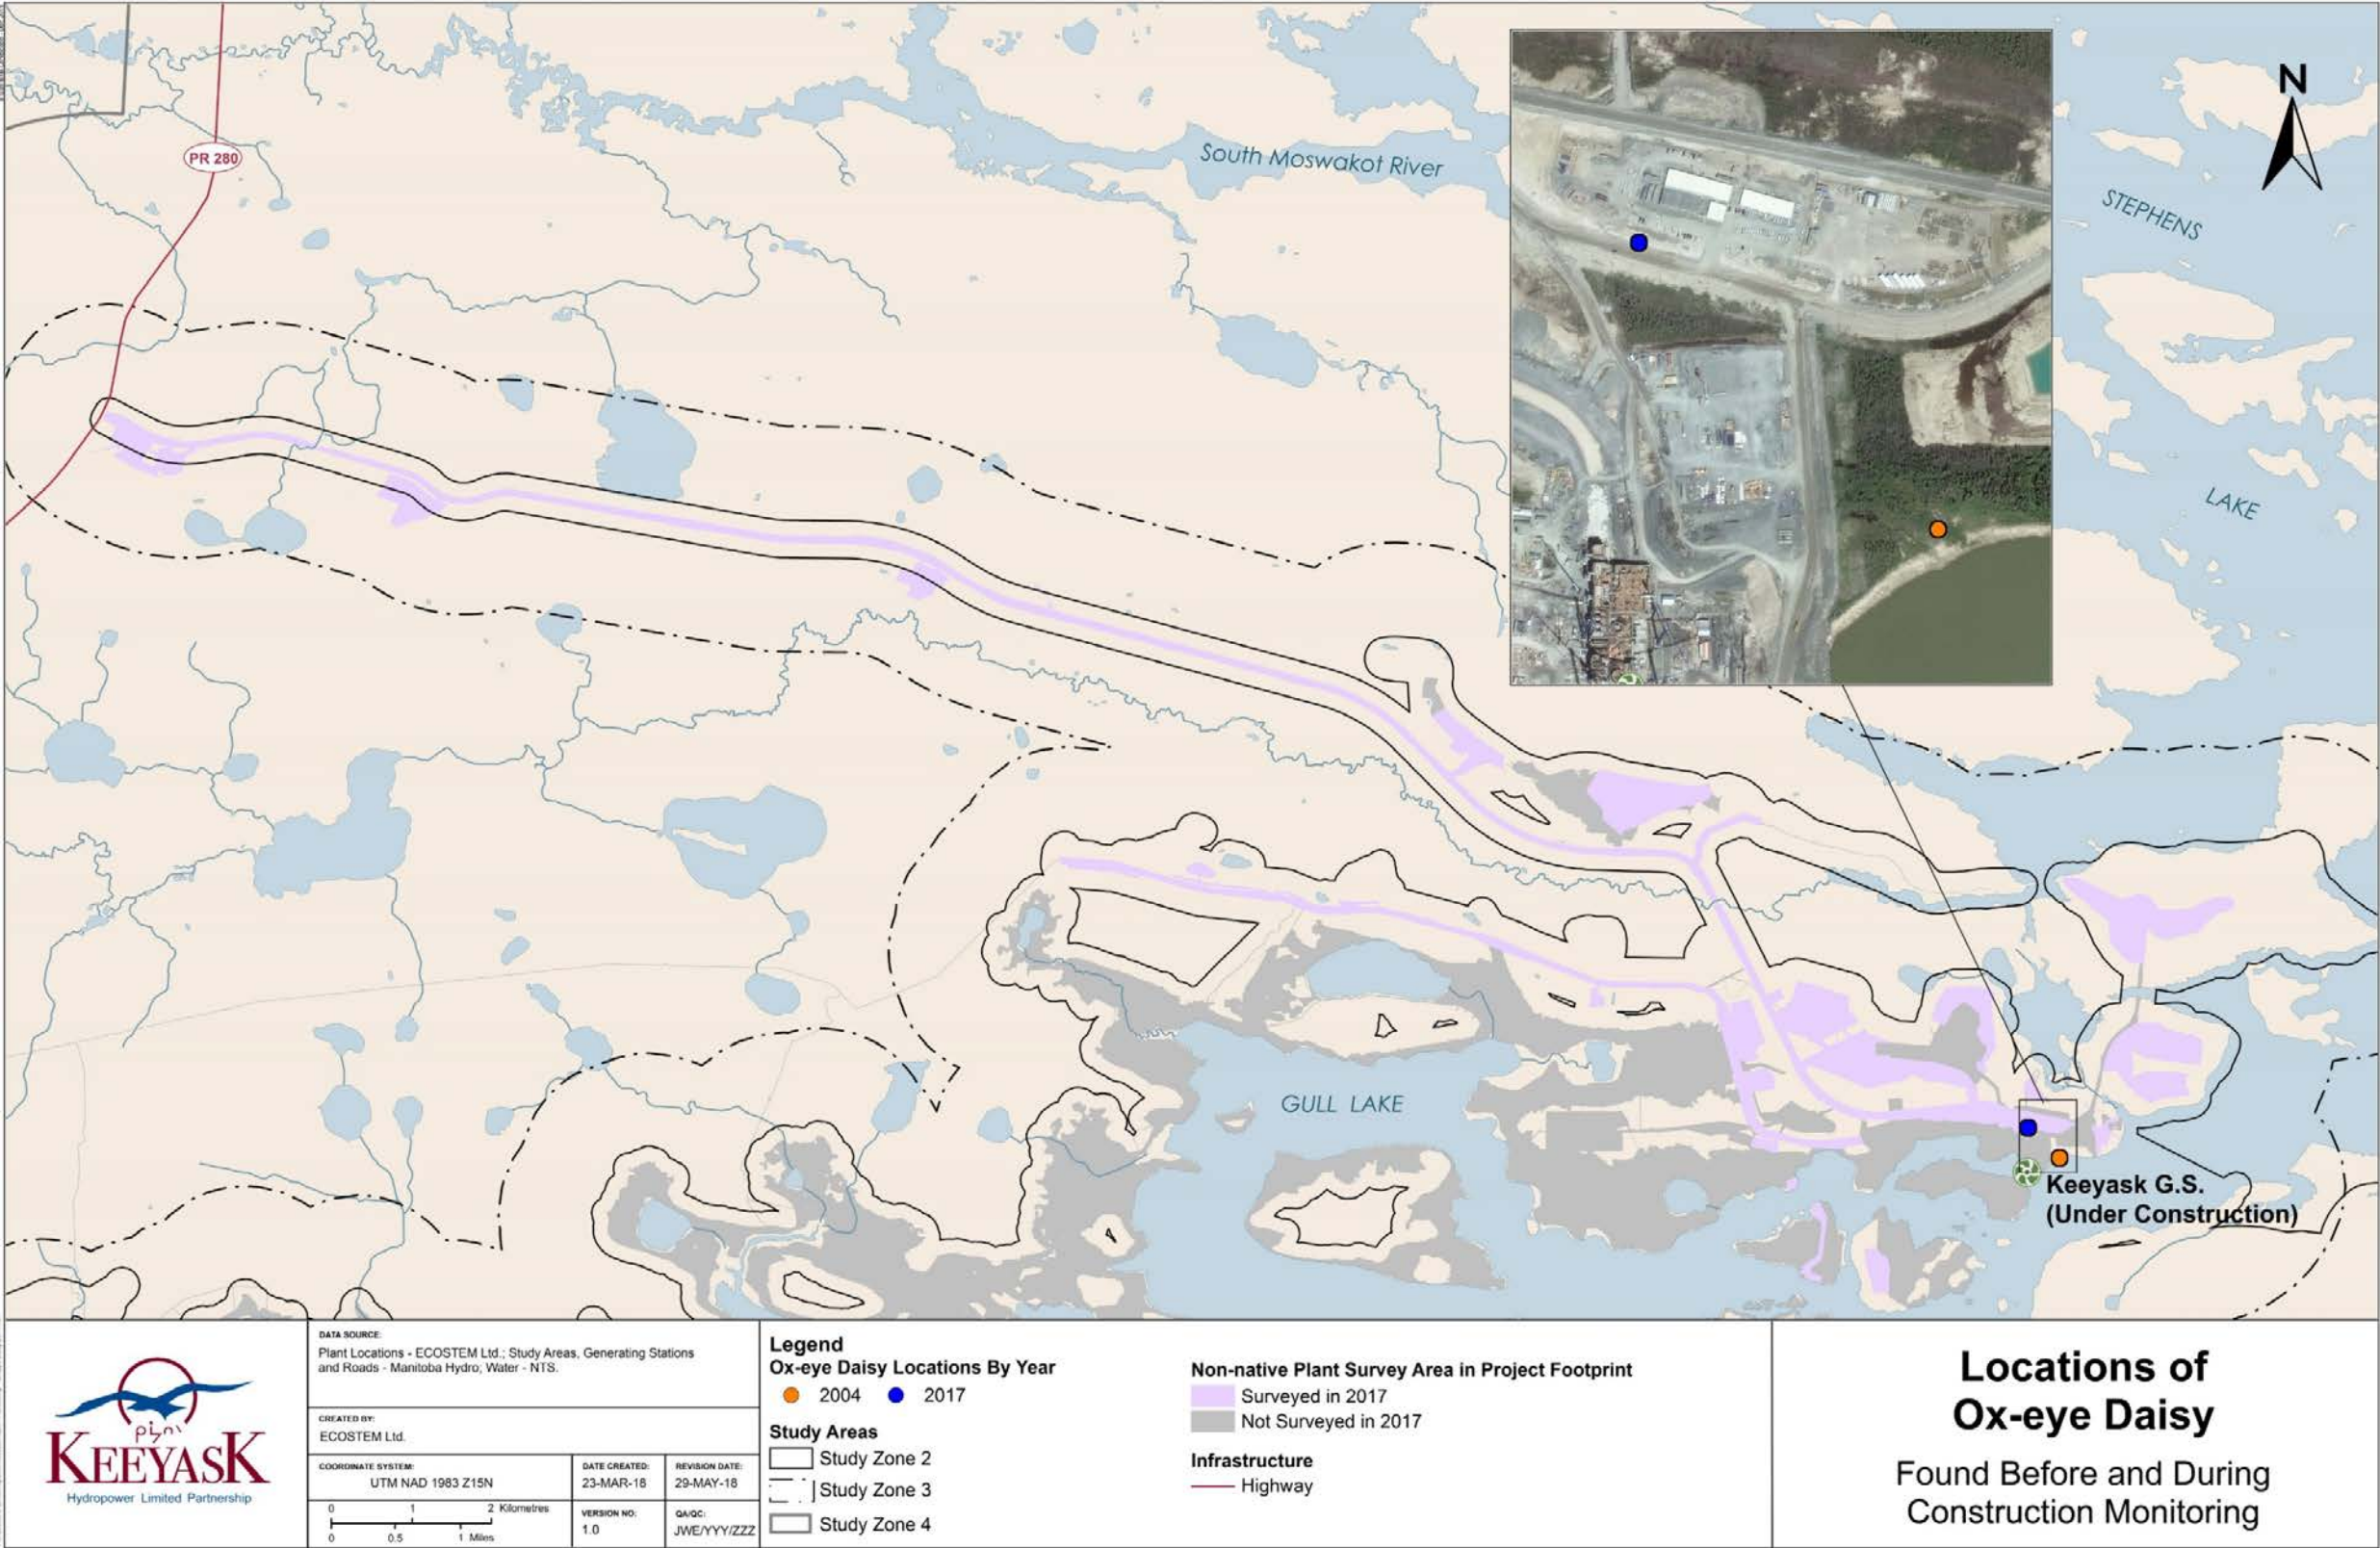 PR 280
South Moswakot River
N
STEPHENS
LAKE
GULL LAKE
Keeyask G.S.
(Under Construction)
KEEYASK
Hydropower Limited Partnership
DATA SOURCE:
Plant Locations - ECOSTEM Ltd.; Study Areas, Generating Stations
and Roads - Manitoba Hydro; Water - NTS.
CREATED BY:
ECOSTEM Ltd.
COORDINATE SYSTEM:
UTM NAD 1983 Z15N
DATE CREATED:
23-MAR-18
REVISION DATE:
29-MAY-18
0 1 2 Kilometres
0 0.5 1 Miles
VERSION NO:
1.0
QA/QC:
JWE/YYY/ZZZ
Legend
Ox-eye Daisy Locations By Year
2004 2017
Study Areas
Study Zone 2
Study Zone 3
Study Zone 4
Non-native Plant Survey Area in Project Footprint
Surveyed in 2017
Not Surveyed in 2017
Infrastructure
Highway
Locations of
Ox-eye Daisy
Found Before and During
Construction Monitoring